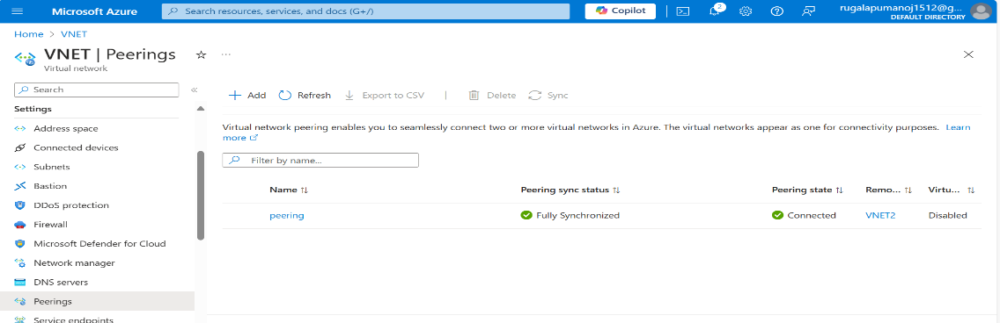 Microsoft Azure
Search resources, services, and docs (G+/)
Copilot
2
rugalapumanoj1512@g...
DEFAULT DIRECTORY
Home > VNET
VNET | Peerings
...
Virtual network
Search
«
Settings
Address space
Connected devices
Subnets
Bastion
DDoS protection
Firewall
Microsoft Defender for Cloud
Network manager
DNS servers
Peerings
Service endpoints
Add Refresh Export to CSV | Delete Sync
Virtual network peering enables you to seamlessly connect two or more virtual networks in Azure. The virtual networks appear as one for connectivity purposes. Learn
more
Filter by name...
Name ↑↓ Peering sync status ↑↓ Peering state ↑↓ Remo... ↑↓ Virtu... ↑↓
peering Fully Synchronized Connected VNET2 Disabled